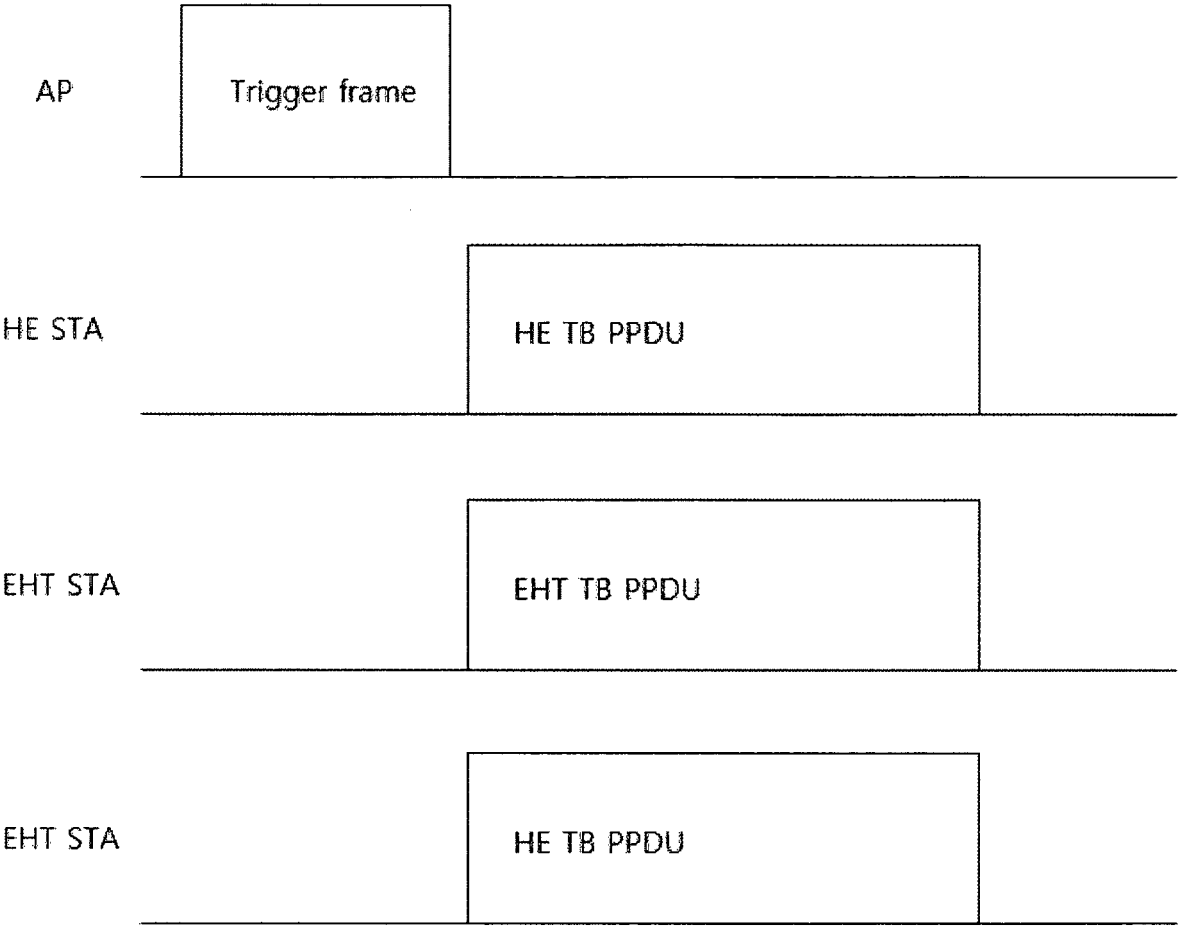 AP
Trigger frame
HE STA
HE TB PPDU
EHT STA
EHT TB PPDU
EHT STA
HE TB PPDU